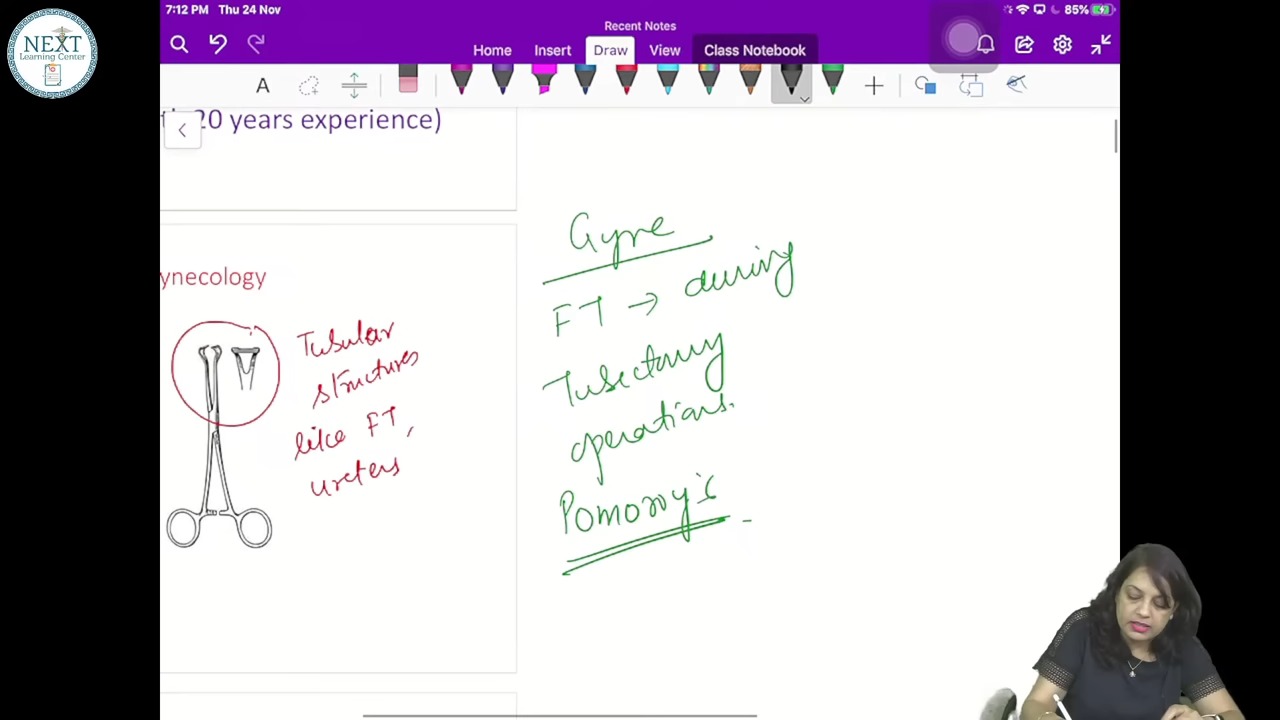 7:12 PM Thu 24 Nov
85%
NEXT
Learning Center
Recent Notes
Home Insert Draw View Class Notebook
A
20 years experience)
Gyne
ynecology
FT → during
Tubular
structures
like FT,
ureters
Tubectomy
operations.
Pomoroy's